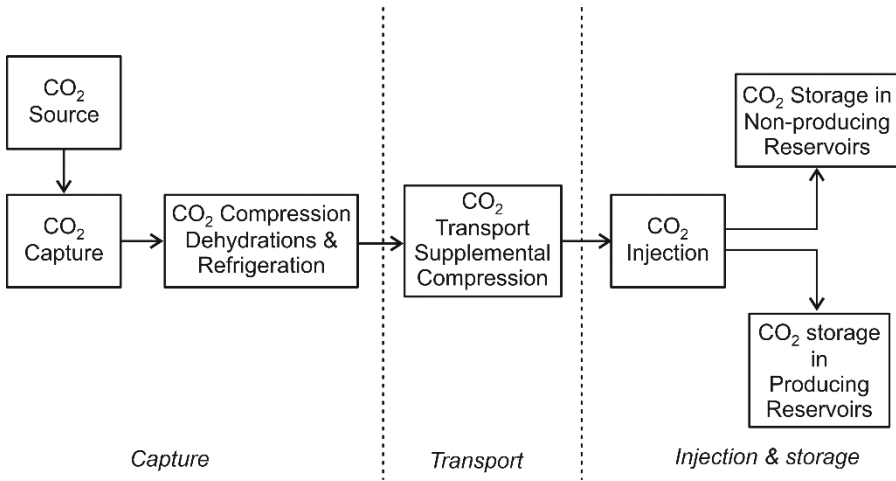 CO₂
Source
CO₂
Capture
CO₂ Compression
Dehydrations &
Refrigeration
CO₂
Transport
Supplemental
Compression
CO₂
Injection
CO₂ Storage in
Non-producing
Reservoirs
CO₂ storage
in
Producing
Reservoirs
Capture
Transport
Injection & storage